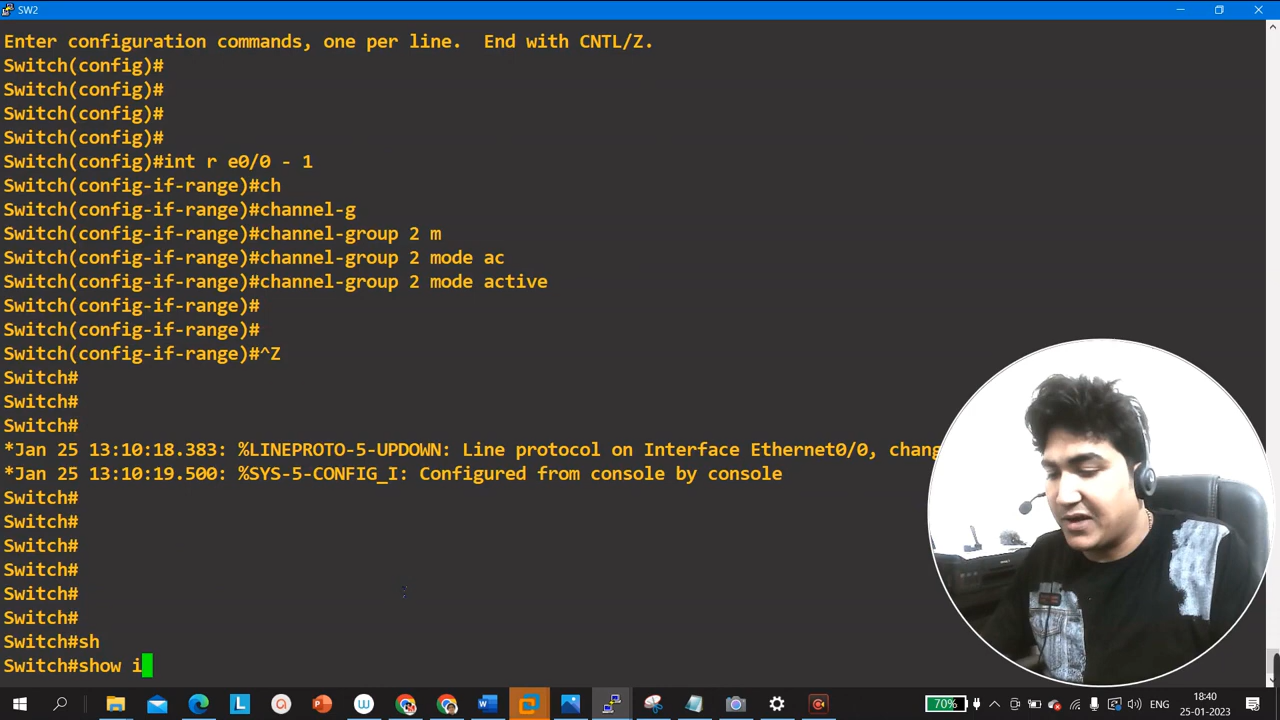 SW2
Enter configuration commands, one per line.  End with CNTL/Z.
Switch(config)#
Switch(config)#
Switch(config)#
Switch(config)#
Switch(config)#int r e0/0 - 1
Switch(config-if-range)#ch
Switch(config-if-range)#channel-g
Switch(config-if-range)#channel-group 2 m
Switch(config-if-range)#channel-group 2 mode ac
Switch(config-if-range)#channel-group 2 mode active
Switch(config-if-range)#
Switch(config-if-range)#
Switch(config-if-range)#^Z
Switch#
Switch#
Switch#
*Jan 25 13:10:18.383: %LINEPROTO-5-UPDOWN: Line protocol on Interface Ethernet0/0, chang
*Jan 25 13:10:19.500: %SYS-5-CONFIG_I: Configured from console by console
Switch#
Switch#
Switch#
Switch#
Switch#
Switch#
Switch#sh
Switch#show i
70%
ENG
18:40
25-01-2023